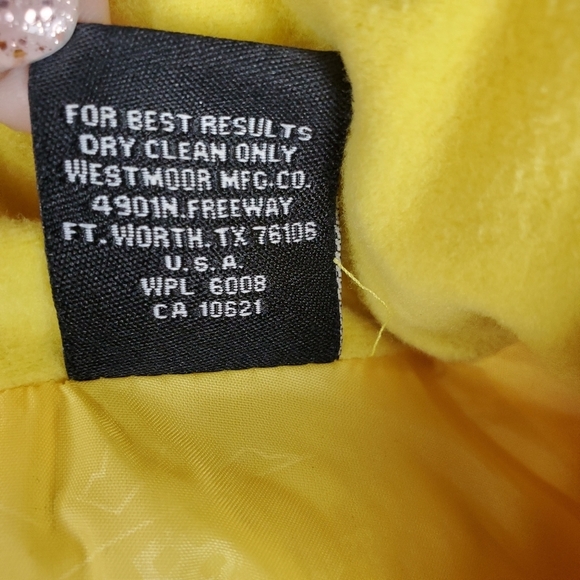 FOR BEST RESULTS
DRY CLEAN ONLY
WESTMOOR MFG.CO.
4901N.FREEWAY
FT.WORTH.TX 76106
U.S.A.
WPL 6008
CA 10621